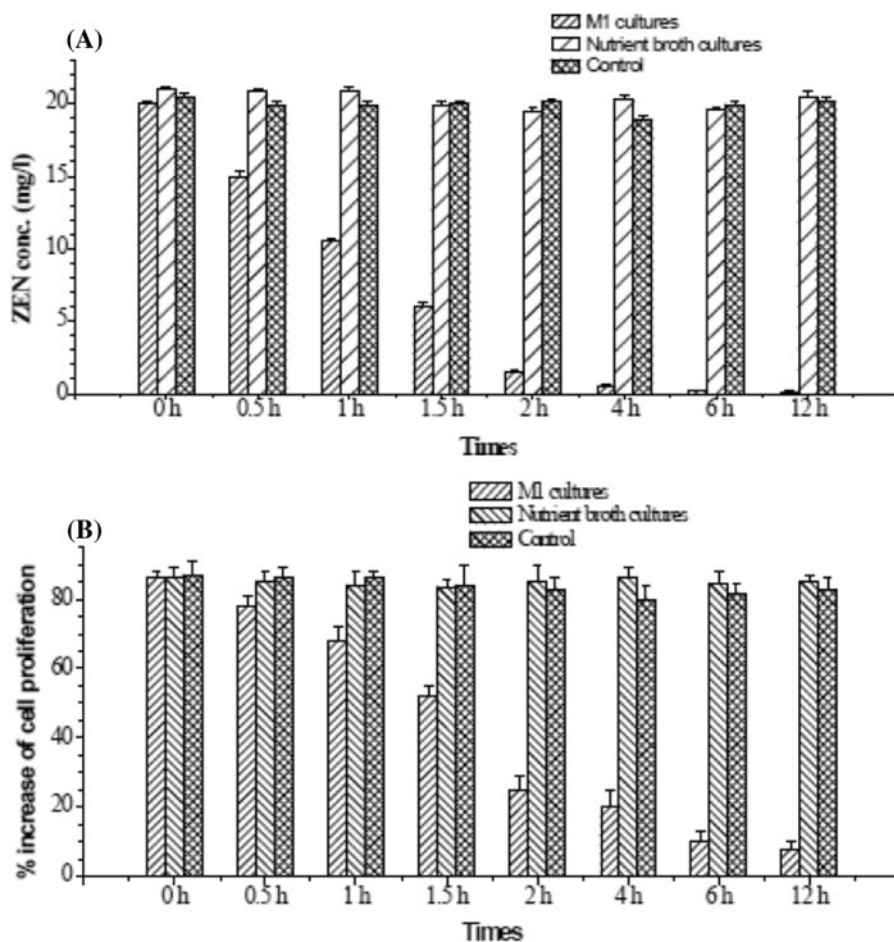 (A)
M1 cultures
Nutrient broth cultures
Control
ZEN conc. (mg/l)
20
15
10
5
0
0 h 0.5 h 1 h 1.5 h 2 h 4 h 6 h 12 h
Times
(B)
M1 cultures
Nutrient broth cultures
Control
% increase of cell proliferation
80
60
40
20
0
0 h 0.5 h 1 h 1.5 h 2 h 4 h 6 h 12 h
Times